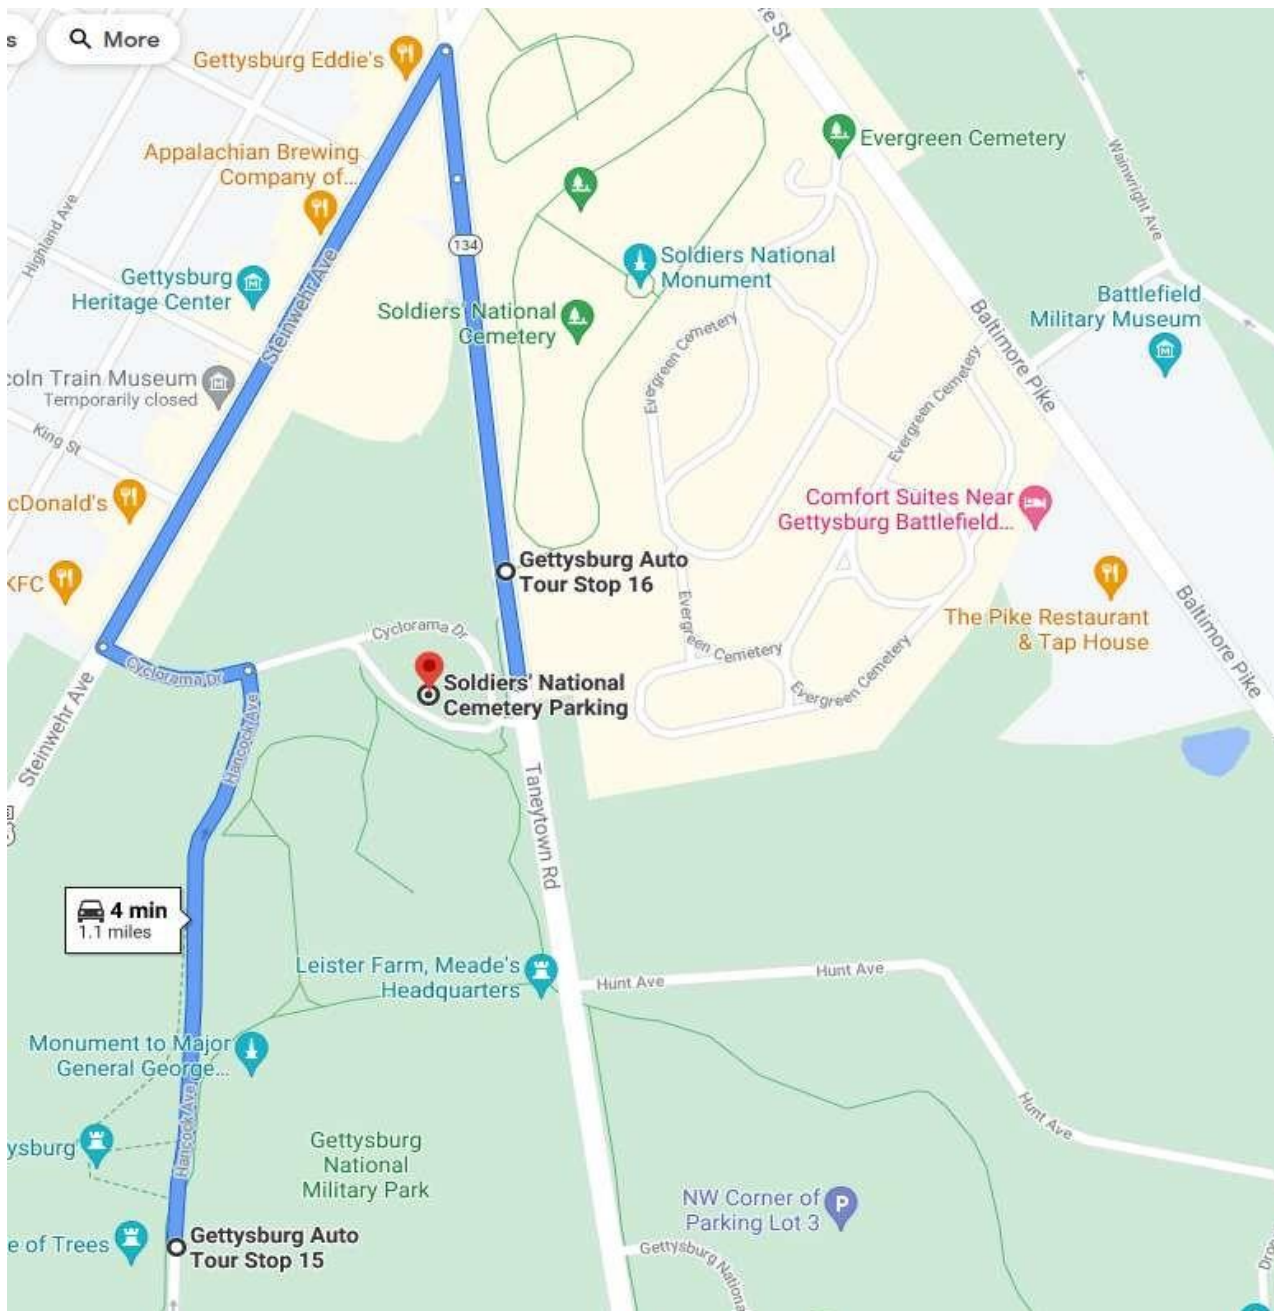 s
More
re St
Gettysburg Eddie's
Appalachian Brewing
Company of...
Evergreen Cemetery
Wainwright Ave
Highland Ave
134
Soldiers National
Monument
Gettysburg
Heritage Center
Steinwehr Ave
Soldiers' National
Cemetery
Evergreen Cemetery
Baltimore Pike
Battlefield
Military Museum
coln Train Museum
Temporarily closed
Evergreen Cemetery
King St
cDonald's
Comfort Suites Near
Gettysburg Battlefield...
Gettysburg Auto
Tour Stop 16
KFC
The Pike Restaurant
& Tap House
Baltimore Pike
Cyclorama Dr
Evergreen Cemetery
Cyclorama Dr
Soldiers' National
Cemetery Parking
Evergreen Cemetery
Steinwehr Ave
Hancock Ave
Taneytown Rd
4 min
1.1 miles
Leister Farm, Meade's
Headquarters
Hunt Ave
Hunt Ave
Monument to Major
General George...
Hunt Ave
Hancock Ave
ysburg
Gettysburg
National
Military Park
NW Corner of
Parking Lot 3
P
e of Trees
Gettysburg Auto
Tour Stop 15
Gettysburg Nationa